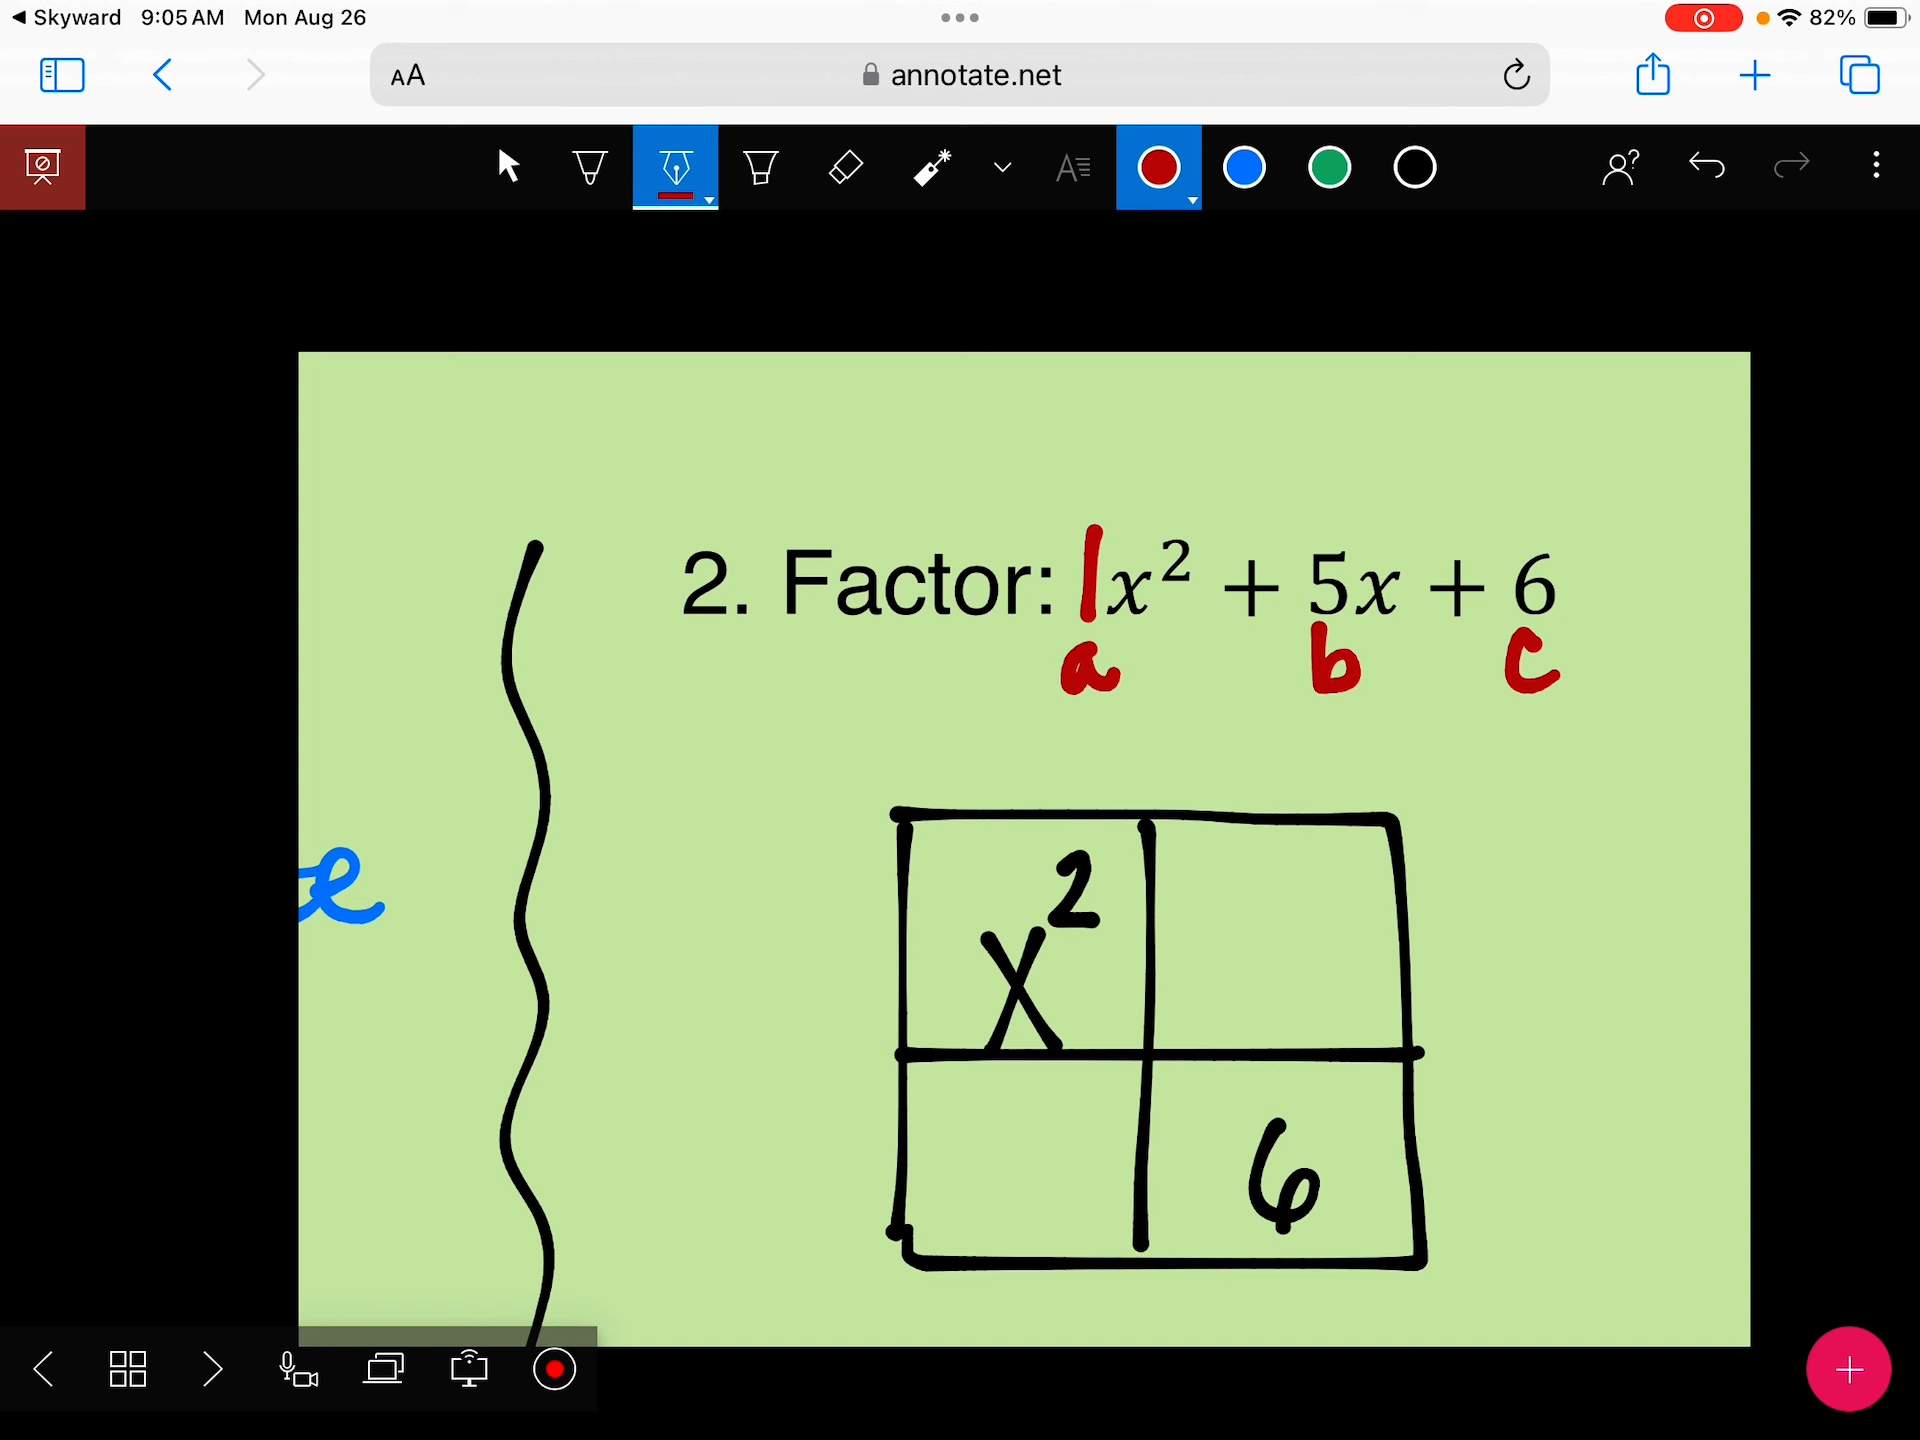 ◀ Skyward 9:05 AM Mon Aug 26
82%
AA
annotate.net
A
2. Factor: 1x² + 5x + 6
a b c
x²
e
6